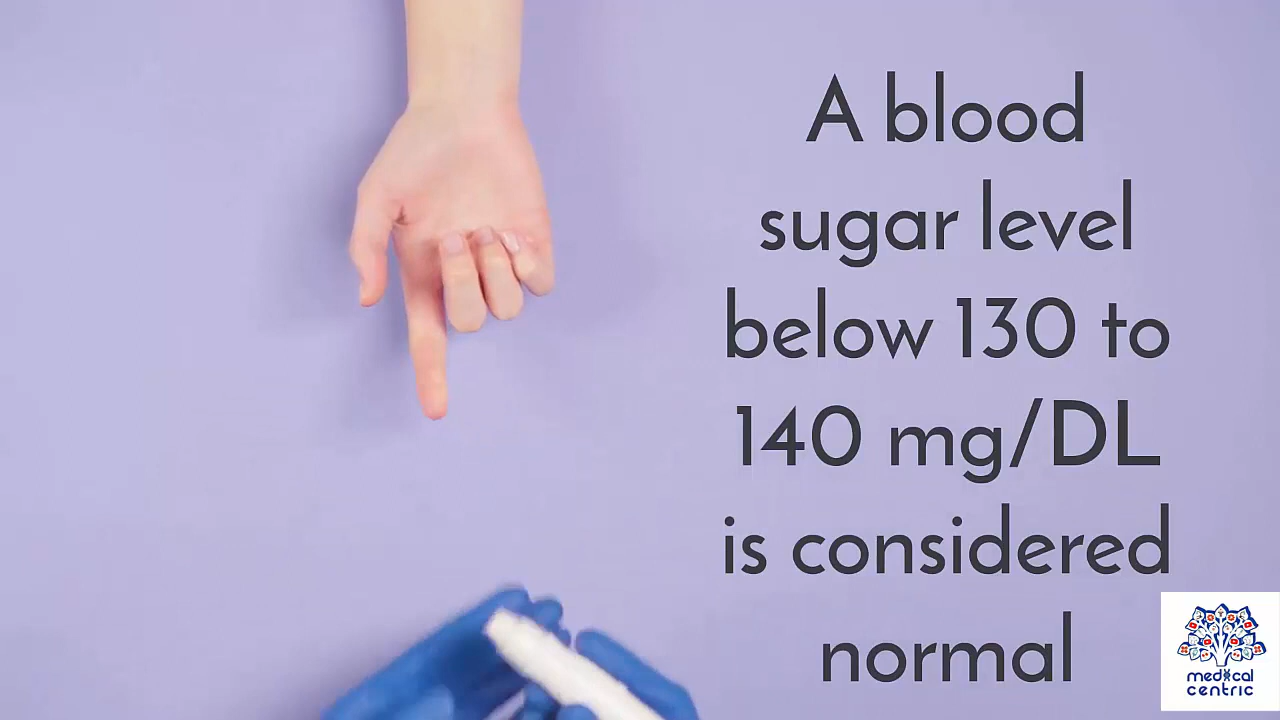 A blood
sugar level
below 130 to
140 mg/DL
is considered
normal
medical
centric